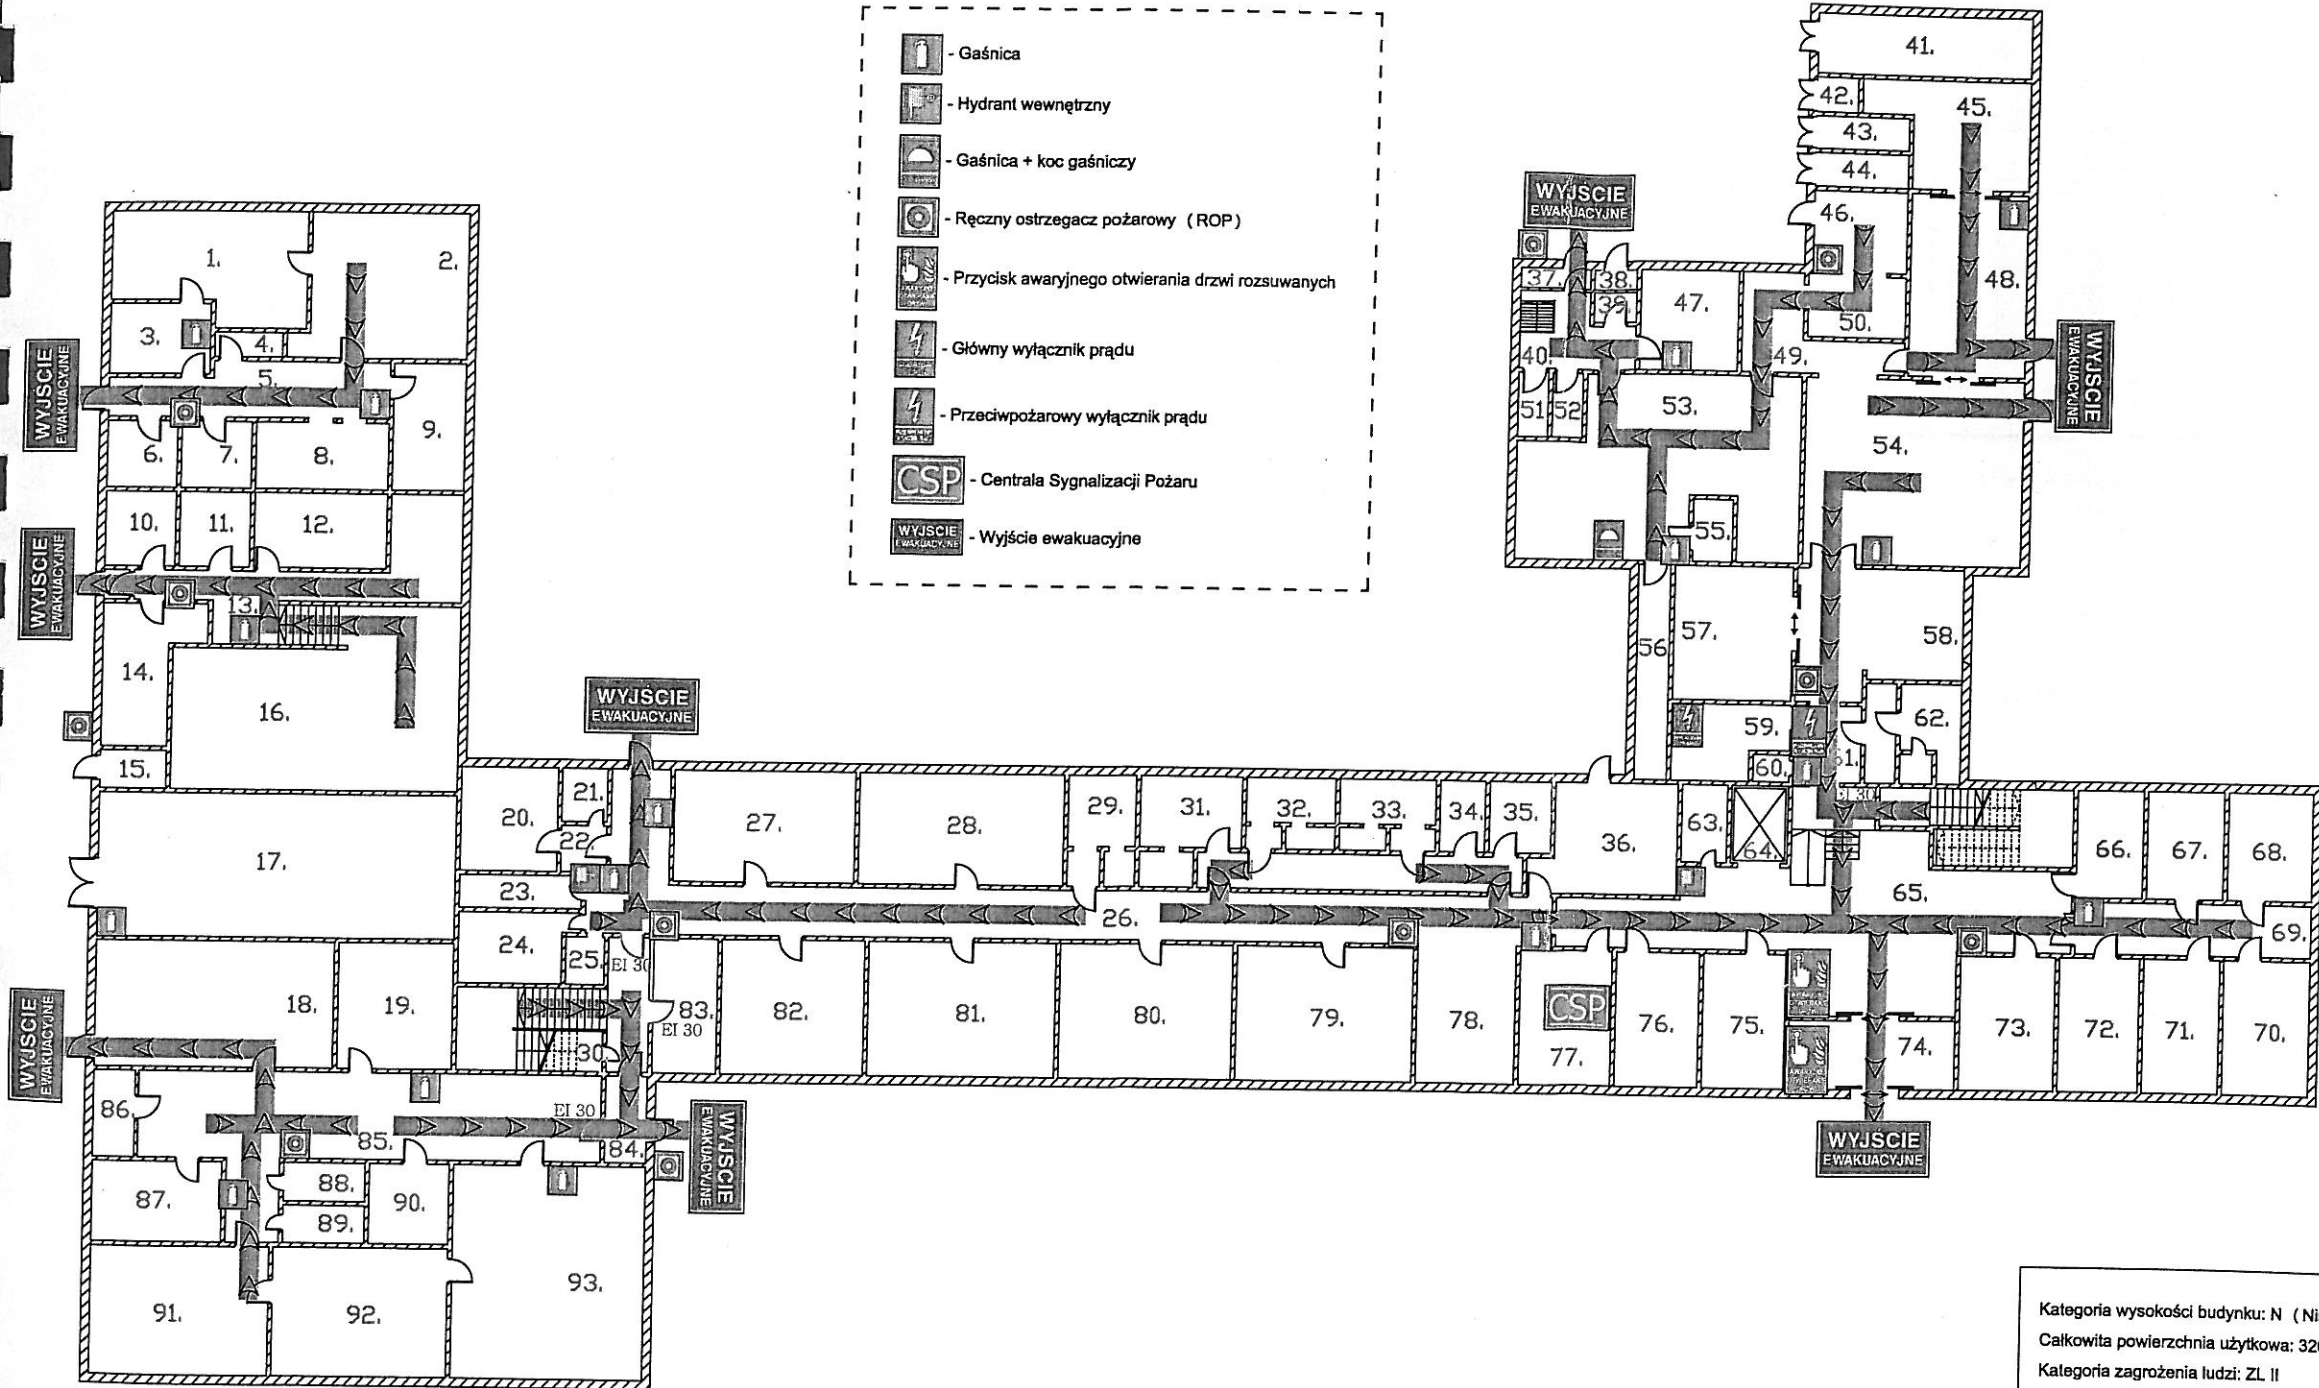 - Gaśnica
- Hydrant wewnętrzny
- Gaśnica + koc gaśniczy
- Ręczny ostrzegacz pożarowy ( ROP )
- Przycisk awaryjnego otwierania drzwi rozsuwanych
- Główny wyłącznik prądu
- Przeciwpożarowy wyłącznik prądu
CSP - Centrala Sygnalizacji Pożaru
WYJŚCIE EWAKUACYJNE - Wyjście ewakuacyjne
41.
42.
43.
44.
45.
46.
WYJŚCIE
EWAKUACYJNE
1.
2.
3.
4.
5.
WYJŚCIE
EWAKUACYJNE
6.
7.
8.
9.
10.
11.
12.
WYJŚCIE
EWAKUACYJNE
13.
14.
15.
16.
17.
18.
19.
WYJŚCIE
EWAKUACYJNE
37.
38.
39.
40.
47.
48.
49.
50.
WYJŚCIE
EWAKUACYJNE
51.
52.
53.
54.
55.
56
57.
58.
59.
60.
61.
62.
WYJŚCIE
EWAKUACYJNE
20.
21.
22.
23.
24.
25.
EI 30
26.
27.
28.
29.
31.
32.
33.
34.
35.
36.
63.
64.
EI 30
65.
66.
67.
68.
69.
30.
83.
EI 30
82.
81.
80.
79.
78.
CSP
77.
76.
75.
74.
73.
72.
71.
70.
WYJŚCIE
EWAKUACYJNE
EI 30
84.
85.
86.
87.
88.
89.
90.
91.
92.
93.
WYJŚCIE
EWAKUACYJNE
Kategoria wysokości budynku: N ( Ni
Całkowita powierzchnia użytkowa: 32
Kategoria zagrożenia ludzi: ZL II